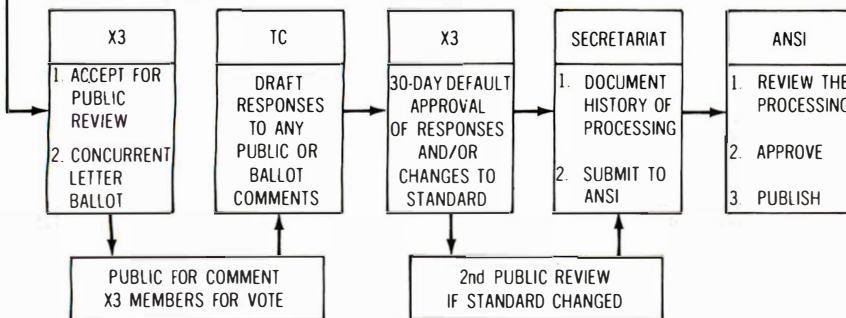 X3
1. ACCEPT FOR
PUBLIC
REVIEW
2. CONCURRENT
LETTER
BALLOT
TC
DRAFT
RESPONSES
TO ANY
PUBLIC OR
BALLOT
COMMENTS
X3
30-DAY DEFAULT
APPROVAL
OF RESPONSES
AND/OR
CHANGES TO
STANDARD
SECRETARIAT
1. DOCUMENT
HISTORY OF
PROCESSING
2. SUBMIT TO
ANSI
ANSI
1. REVIEW THE
PROCESSING
2. APPROVE
3. PUBLISH
PUBLIC FOR COMMENT
X3 MEMBERS FOR VOTE
2nd PUBLIC REVIEW
IF STANDARD CHANGED